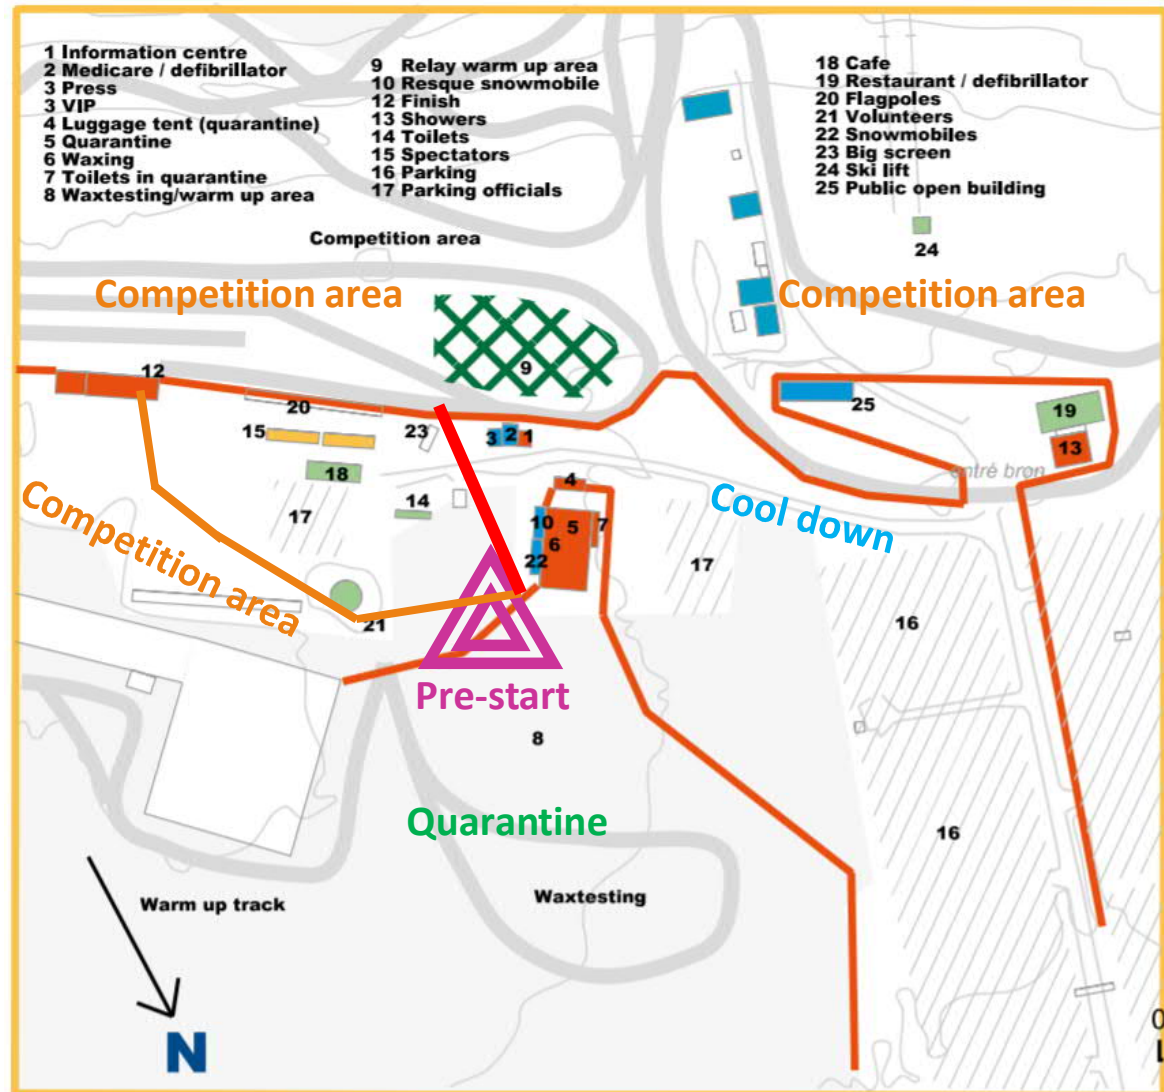 1 Information centre
2 Medicare / defibrillator
3 Press
3 VIP
4 Luggage tent (quarantine)
5 Quarantine
6 Waxing
7 Toilets in quarantine
8 Waxtesting/warm up area
9 Relay warm up area
10 Resque snowmobile
12 Finish
13 Showers
14 Toilets
15 Spectators
16 Parking
17 Parking officials
18 Cafe
19 Restaurant / defibrillator
20 Flagpoles
21 Volunteers
22 Snowmobiles
23 Big screen
24 Ski lift
25 Public open building
Competition area
24
Competition area
Competition area
9
12
20
25
19
15
23
3 2 1
13
18
entré bron
4
14
Cool down
17
10
5
7
6
22
17
Competition area
21
16
Pre-start
8
Quarantine
16
Warm up track
Waxtesting
N
0
L